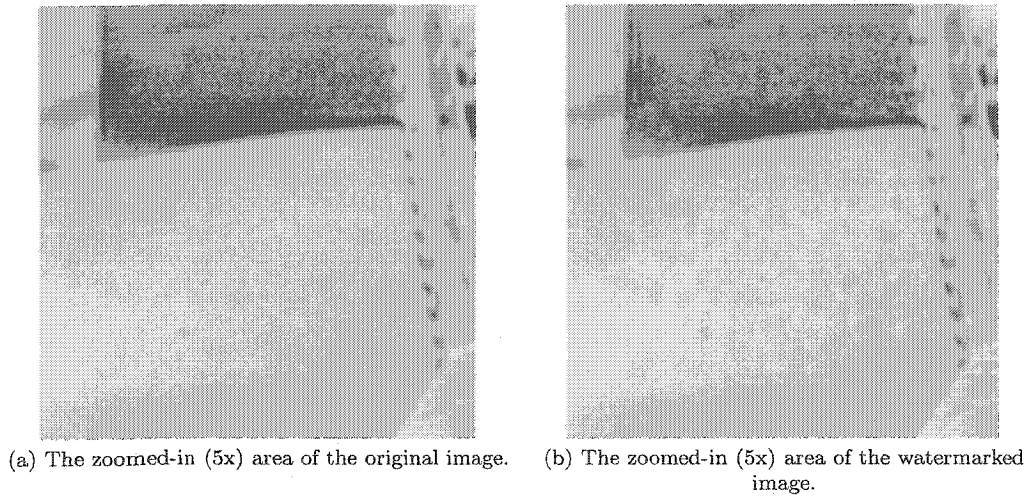 (a) The zoomed-in (5x) area of the original image.
(b) The zoomed-in (5x) area of the watermarked
image.